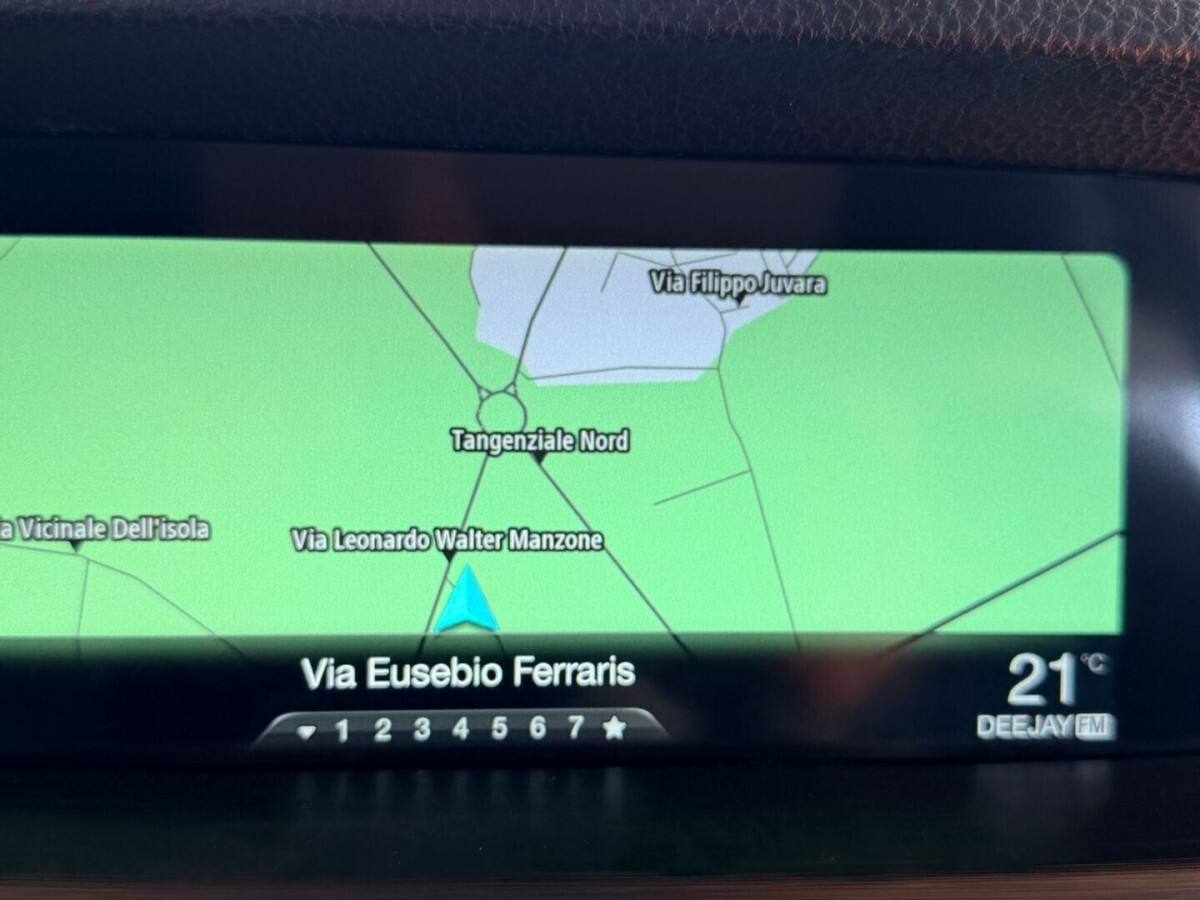 Via Filippo Juvara
Tangenziale Nord
a Vicinale Dell'isola
Via Leonardo Walter Manzone
Via Eusebio Ferraris
21°C
1 2 3 4 5 6 7
DEEJAY FM